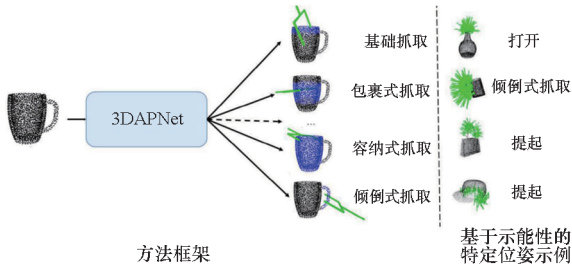 3DAPNet
基础抓取
包裹式抓取
...
容纳式抓取
倾倒式抓取
打开
倾倒式抓取
提起
提起
方法框架
基于示能性的
特定位姿示例